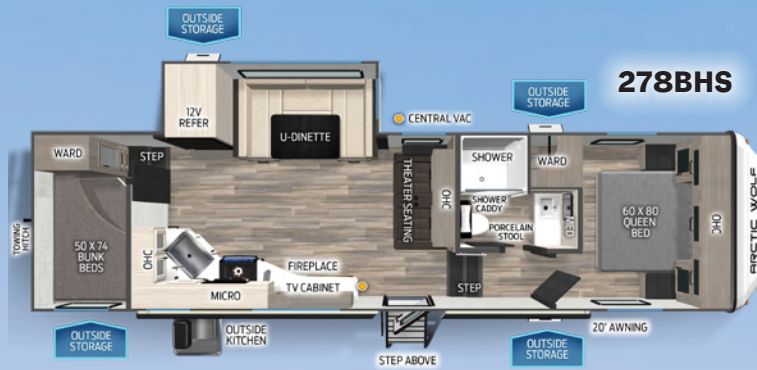 OUTSIDE
STORAGE
278BHS
12V
REFER
U-DINETTE
CENTRAL VAC
OUTSIDE
STORAGE
WARD
STEP
SHOWER
WARD
THEATER SEATING
OHC
SHOWER
CADDY
PORCELAIN
STOOL
MED
60 X 80
QUEEN
BED
OHC
ARCTIC WOLF
TOWING
HITCH
50 X 74
BUNK
BEDS
OHC
FIREPLACE
TV CABINET
MICRO
STEP
OUTSIDE
STORAGE
OUTSIDE
KITCHEN
STEP ABOVE
20' AWNING
OUTSIDE
STORAGE